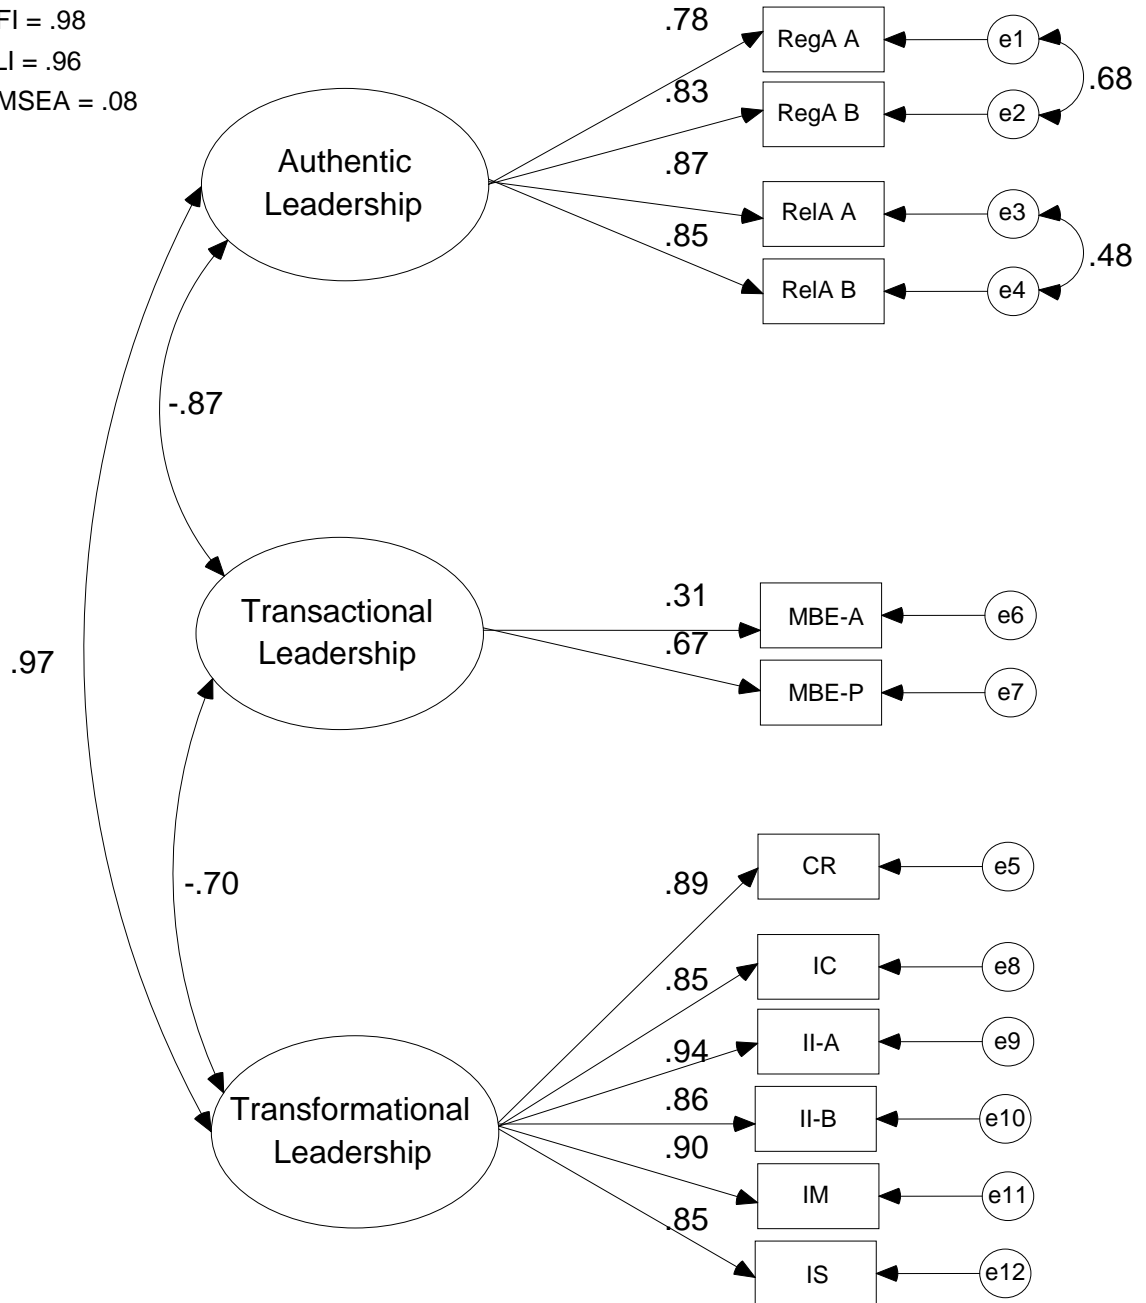 FI = .98
LI = .96
MSEA = .08
.78
RegA A
e1
.68
.83
RegA B
e2
Authentic
Leadership
.87
RelA A
e3
.48
.85
RelA B
e4
-.87
Transactional
Leadership
.31
MBE-A
e6
.67
MBE-P
e7
.97
-.70
.89
CR
e5
.85
IC
e8
.94
II-A
e9
Transformational
Leadership
.86
II-B
e10
.90
IM
e11
.85
IS
e12